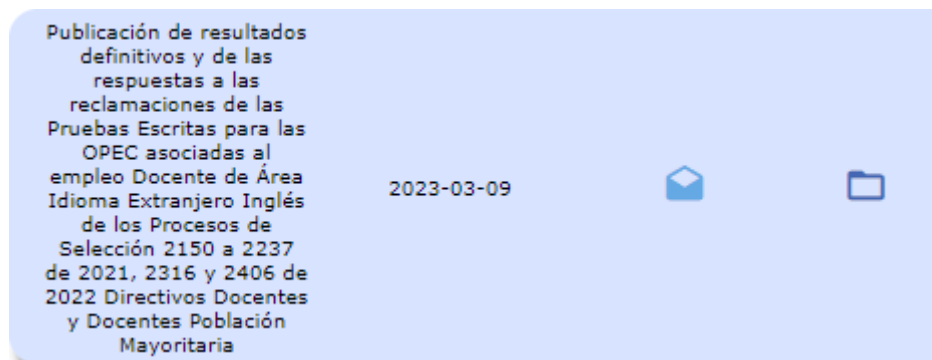 Publicación de resultados
definitivos y de las
respuestas a las
reclamaciones de las
Pruebas Escritas para las
OPEC asociadas al
empleo Docente de Área
Idioma Extranjero Inglés
de los Procesos de
Selección 2150 a 2237
de 2021, 2316 y 2406 de
2022 Directivos Docentes
y Docentes Población
Mayoritaria
2023-03-09